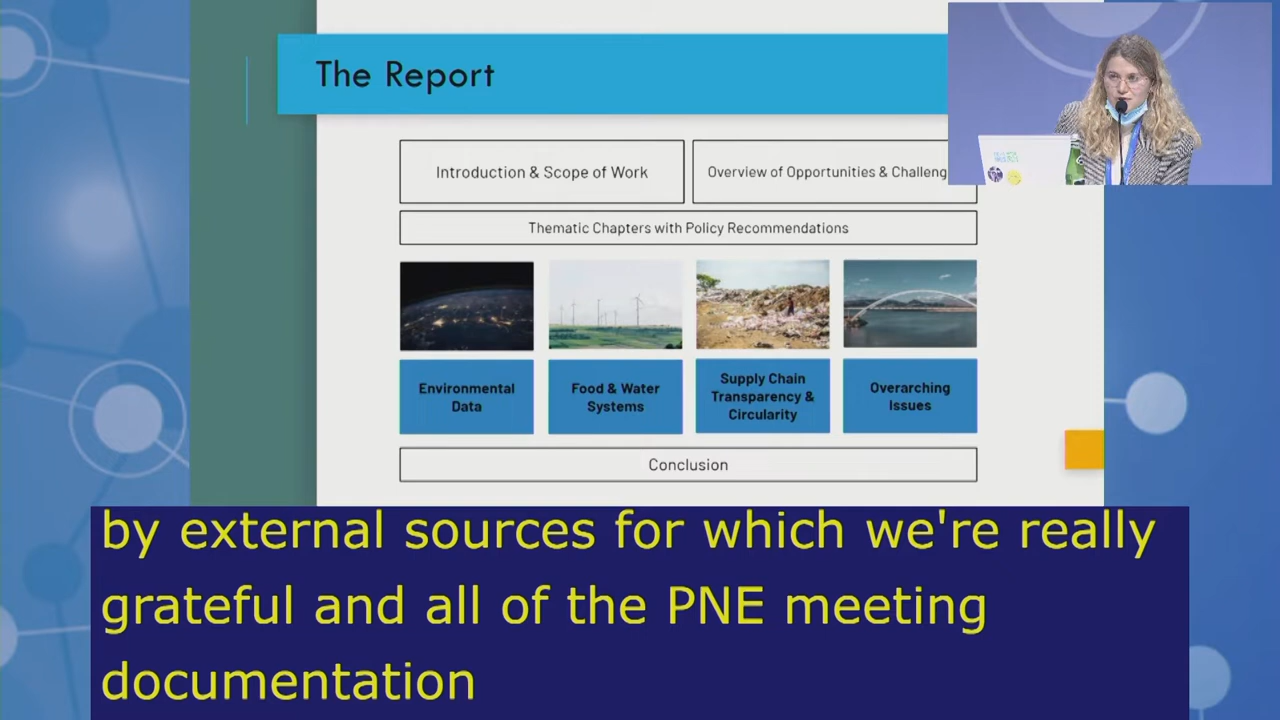 The Report
Introduction & Scope of Work
Overview of Opportunities & Challeng
Thematic Chapters with Policy Recommendations
Environmental
Data
Food & Water
Systems
Supply Chain
Transparency &
Circularity
Overarching
Issues
Conclusion
by external sources for which we're really
grateful and all of the PNE meeting
documentation